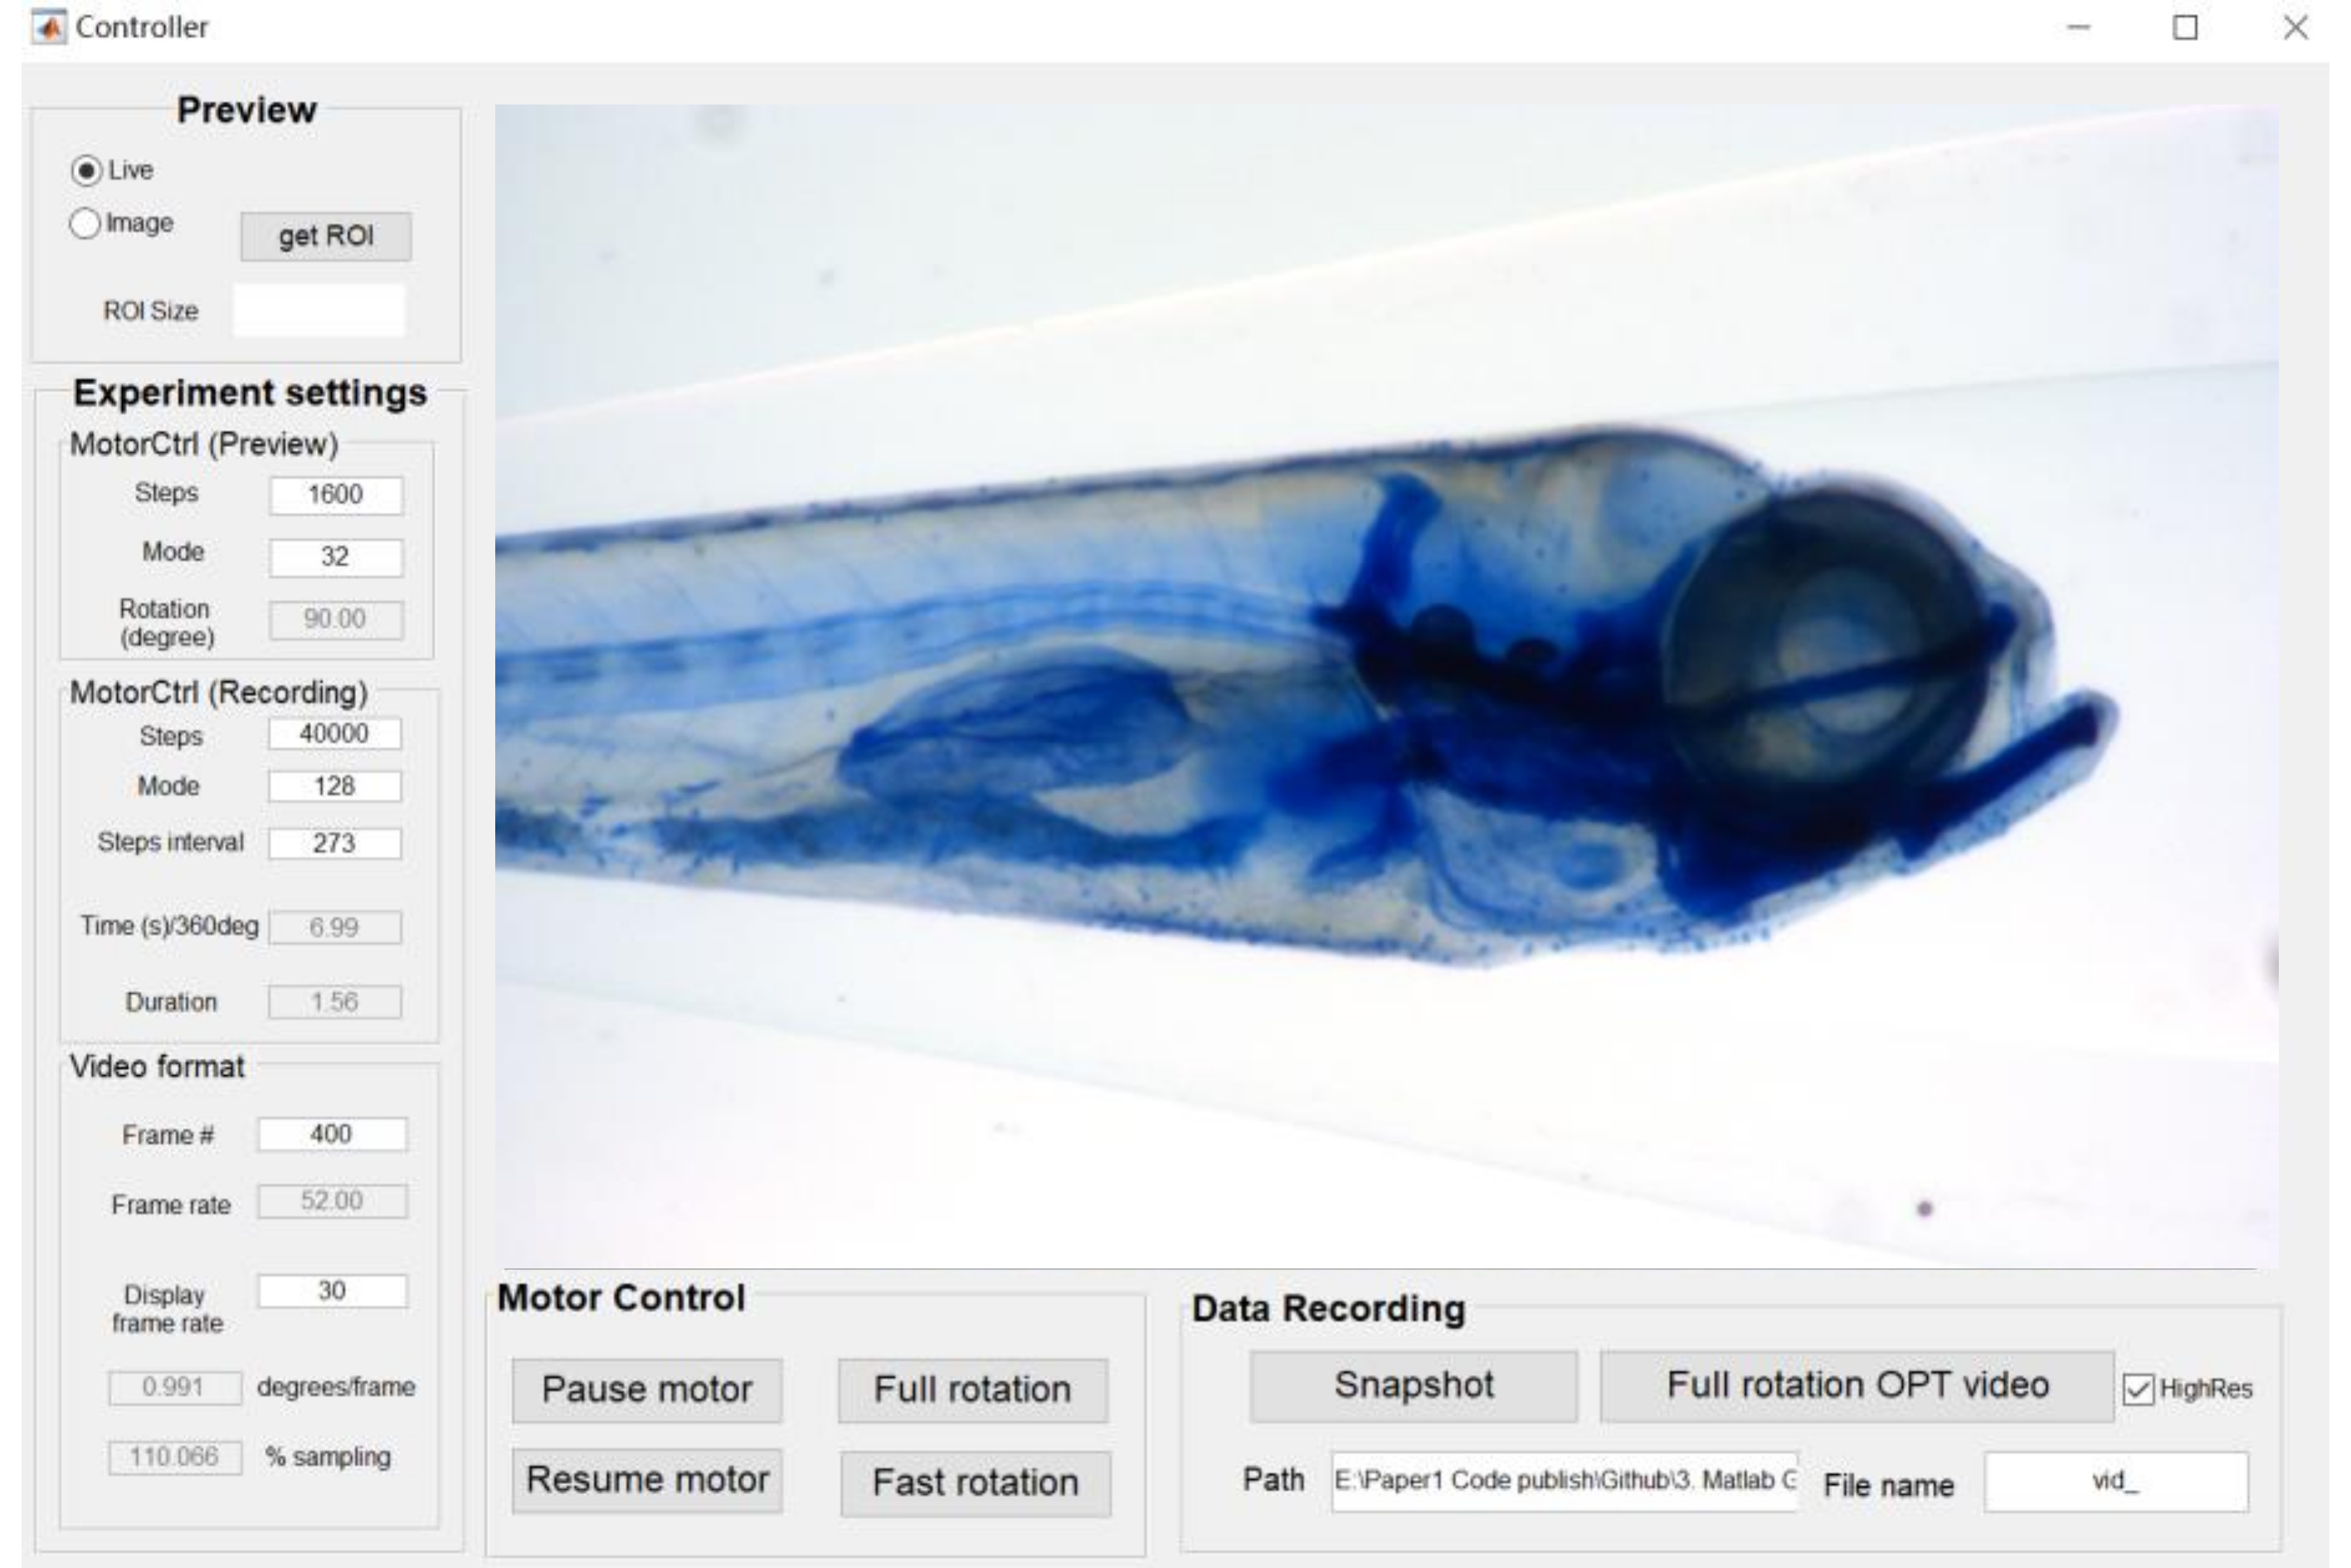 Controller
Preview
Live
Image
get ROI
ROI Size
Experiment settings
MotorCtrl (Preview)
Steps 1600
Mode 32
Rotation
(degree) 90.00
MotorCtrl (Recording)
Steps 40000
Mode 128
Steps interval 273
Time (s)/360deg 6.99
Duration 1.56
Video format
Frame # 400
Frame rate 52.00
Display
frame rate 30
0.991 degrees/frame
110.066 % sampling
Motor Control
Pause motor Full rotation
Resume motor Fast rotation
Data Recording
Snapshot Full rotation OPT video HighRes
Path E:\Paper1 Code publish\Github\3. Matlab File name vid_